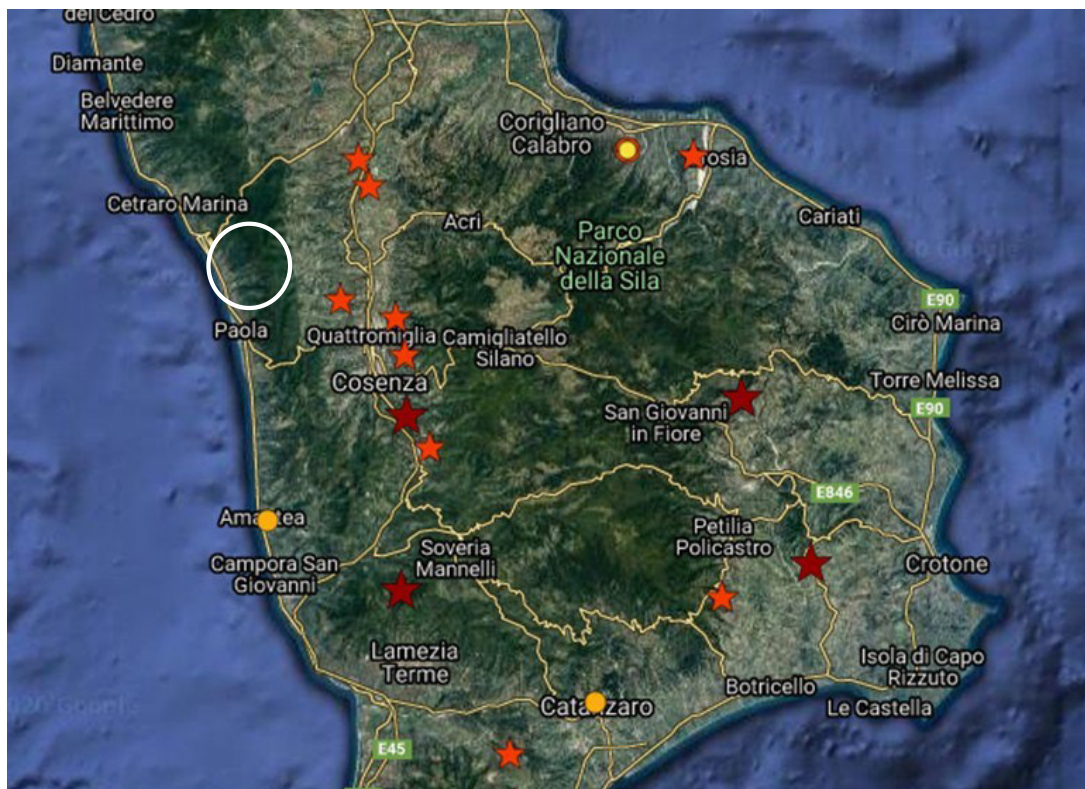 del Cedro
Diamante
Belvedere
Marittimo
Corigliano
Calabro
rosia
Cetraro Marina
Acri
Parco
Nazionale
della Sila
Cariati
E90
Cirò Marina
Paola
Quattromiglia
Camigliatello
Silano
Cosenza
Torre Melissa
E90
San Giovanni
in Fiore
E846
Amantea
Petilia
Policastro
Soveria
Mannelli
Campora San
Giovanni
Crotone
Lamezia
Terme
Isola di Capo
Rizzuto
Botricello
Le Castella
Catanzaro
E45